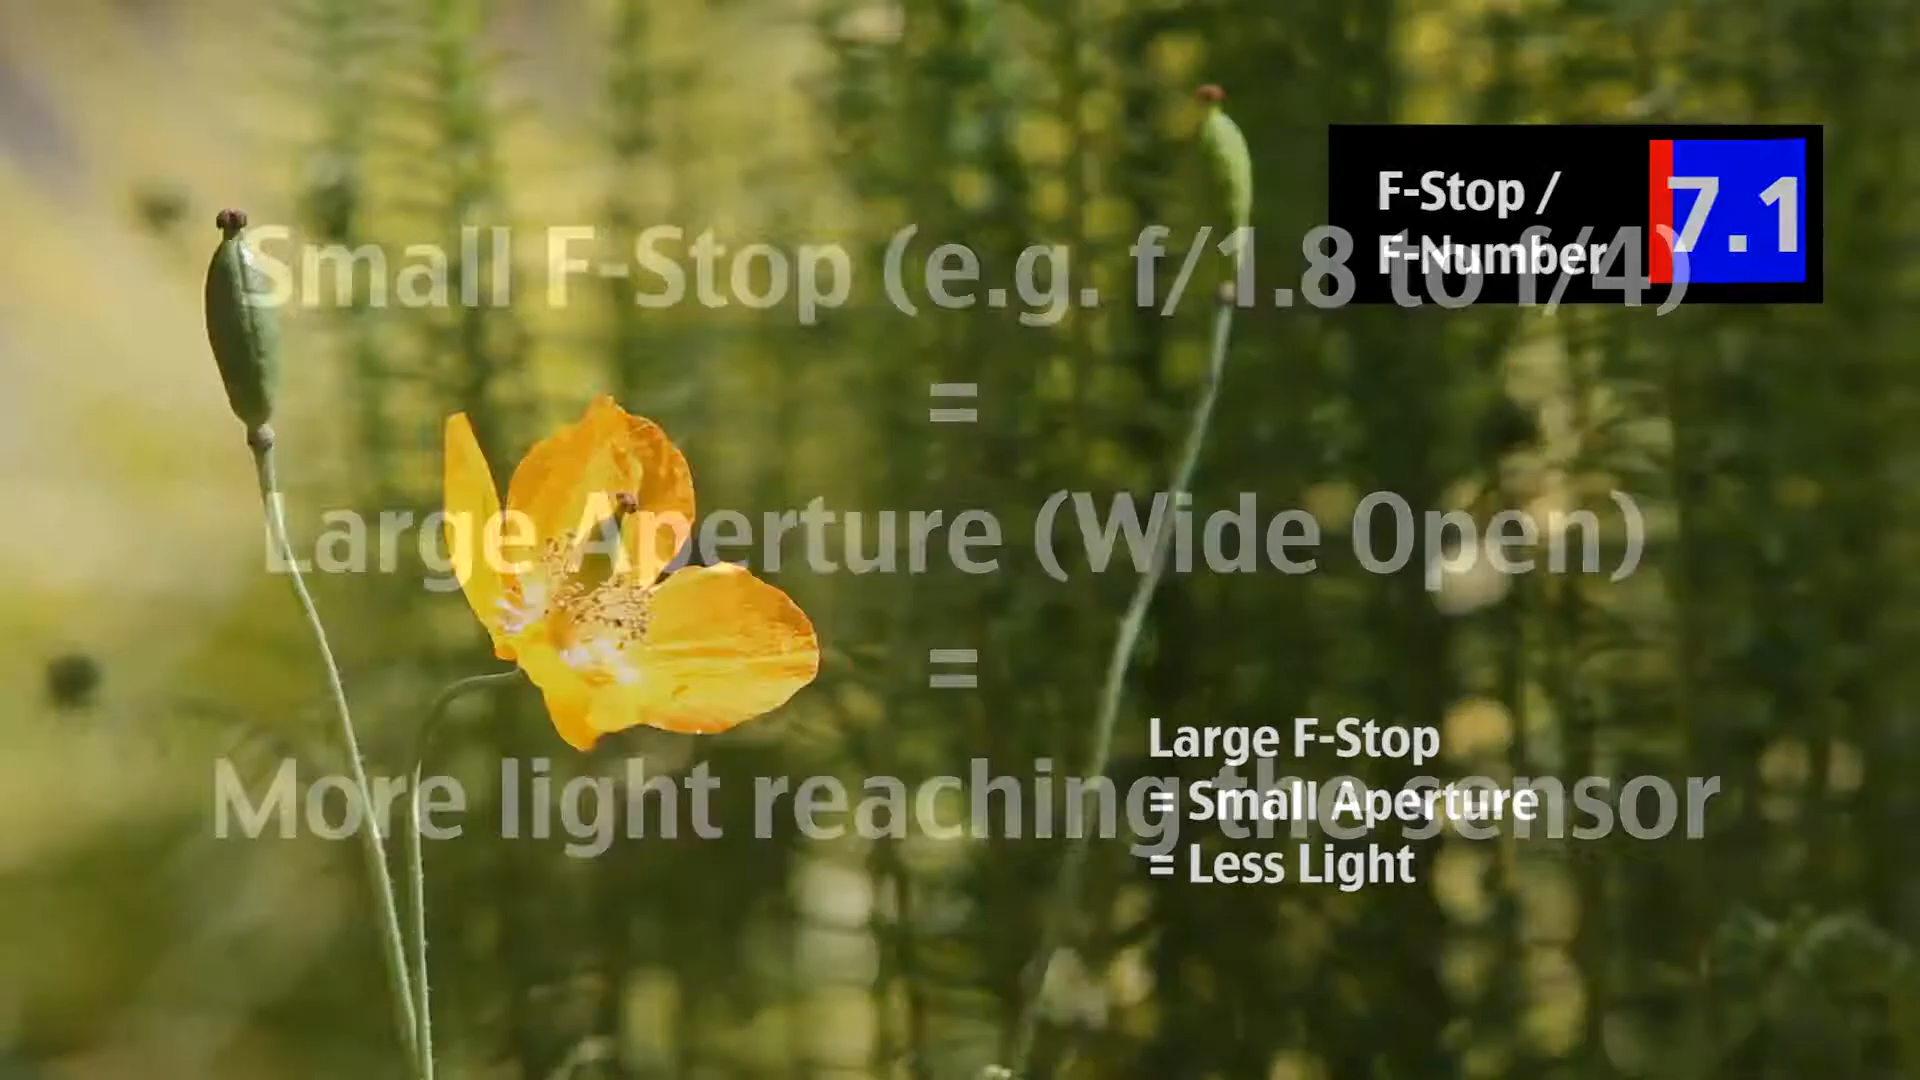 F-Stop /
F-Number
7.1
Small F-Stop (e.g. f/1.8 to f/4)
=
Large Aperture (Wide Open)
=
More light reaching the sensor
Large F-Stop
= Small Aperture
= Less Light